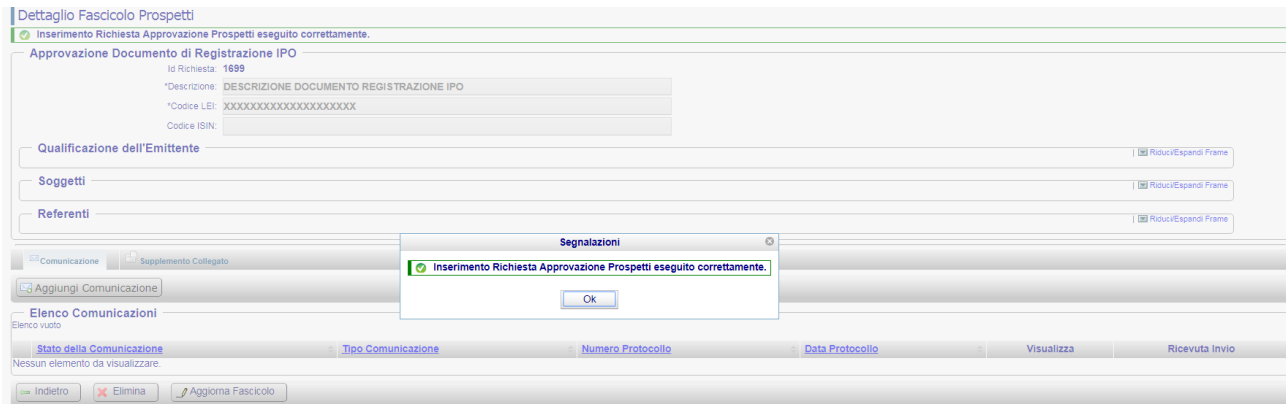 Dettaglio Fascicolo Prospetti
Inserimento Richiesta Approvazione Prospetti eseguito correttamente.
Approvazione Documento di Registrazione IPO
Id Richiesta: 1699
*Descrizione: DESCRIZIONE DOCUMENTO REGISTRAZIONE IPO
*Codice LEI: XXXXXXXXXXXXXXXXXXXX
Codice ISIN:
Qualificazione dell'Emittente
| Riduci/Espandi Frame
Soggetti
| Riduci/Espandi Frame
Referenti
| Riduci/Espandi Frame
Segnalazioni
Inserimento Richiesta Approvazione Prospetti eseguito correttamente.
Ok
Comunicazione Supplemento Collegato
Aggiungi Comunicazione
Elenco Comunicazioni
Elenco vuoto
Stato della Comunicazione Tipo Comunicazione Numero Protocollo Data Protocollo Visualizza Ricevuta Invio
Nessun elemento da visualizzare.
Indietro Elimina Aggiorna Fascicolo